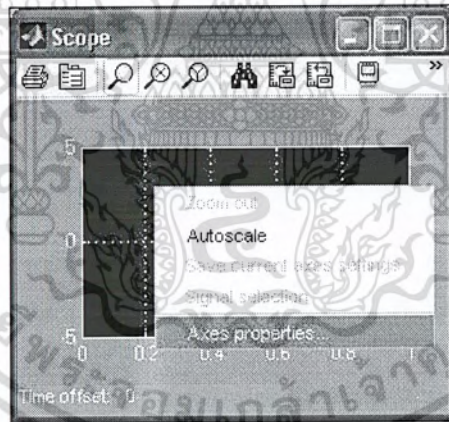 Scope
»
5
Zoom out
0
Autoscale
Save current axes settings
Signal selection
-5
Axes properties...
0 0.2 0.4 0.6 0.8 1
Time offset: 0